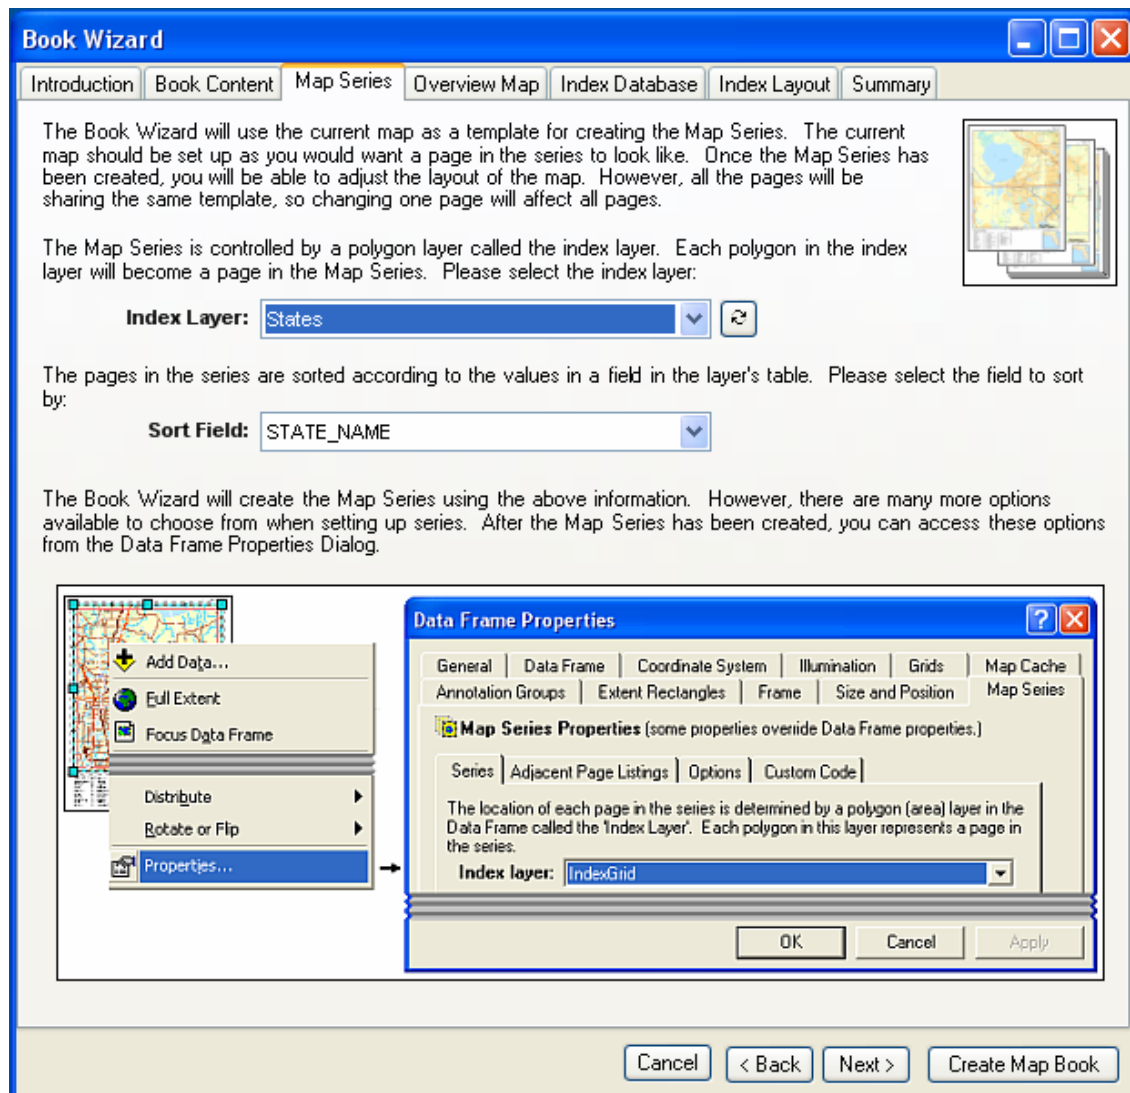 Book Wizard
Introduction Book Content Map Series Overview Map Index Database Index Layout Summary
The Book Wizard will use the current map as a template for creating the Map Series. The current
map should be set up as you would want a page in the series to look like. Once the Map Series has
been created, you will be able to adjust the layout of the map. However, all the pages will be
sharing the same template, so changing one page will affect all pages.
The Map Series is controlled by a polygon layer called the index layer. Each polygon in the index
layer will become a page in the Map Series. Please select the index layer:
Index Layer: States
The pages in the series are sorted according to the values in a field in the layer's table. Please select the field to sort
by:
Sort Field: STATE_NAME
The Book Wizard will create the Map Series using the above information. However, there are many more options
available to choose from when setting up series. After the Map Series has been created, you can access these options
from the Data Frame Properties Dialog.
Add Data...
Full Extent
Focus Data Frame
Distribute
Rotate or Flip
Properties...
Data Frame Properties
General Data Frame Coordinate System Illumination Grids Map Cache
Annotation Groups Extent Rectangles Frame Size and Position Map Series
Map Series Properties (some properties override Data Frame properties.)
Series Adjacent Page Listings Options Custom Code
The location of each page in the series is determined by a polygon (area) layer in the
Data Frame called the 'Index Layer'. Each polygon in this layer represents a page in
the series.
Index layer: IndexGrid
OK Cancel Apply
Cancel < Back Next > Create Map Book